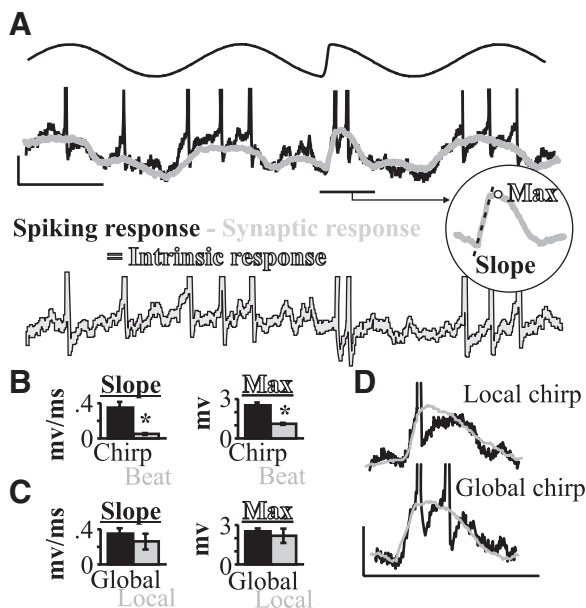 A
Max
Slope
Spiking response - Synaptic response
= Intrinsic response
B
Slope
mv/ms
.4
0
*
Chirp
Beat
Max
mv
3
0
*
Chirp
Beat
C
Slope
mv/ms
.4
0
Global
Local
Max
mv
3
0
Global
Local
D
Local chirp
Global chirp